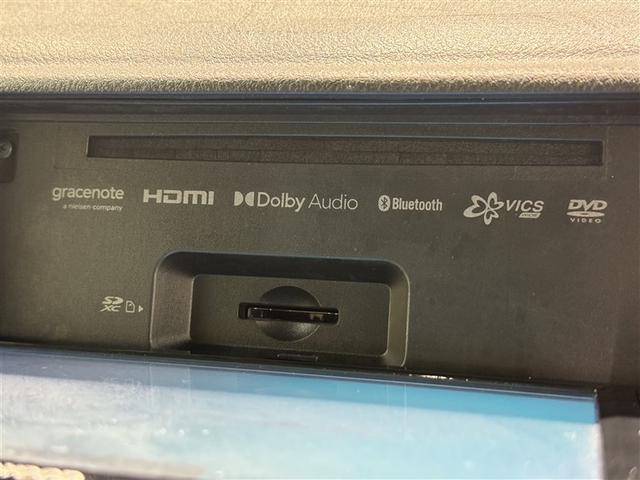 gracenote
a nielsen company
HDMI
Dolby Audio
Bluetooth
VICS
DVD
VIDEO
SD
XC